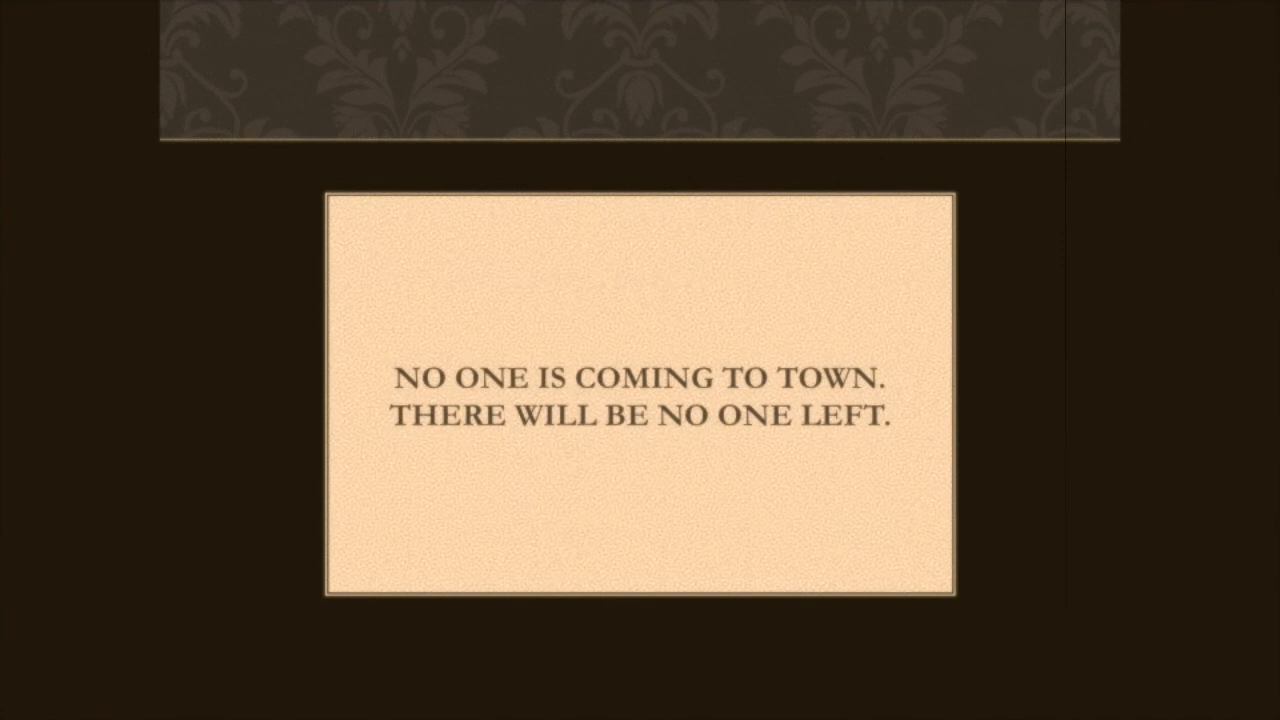 NO ONE IS COMING TO TOWN.
THERE WILL BE NO ONE LEFT.